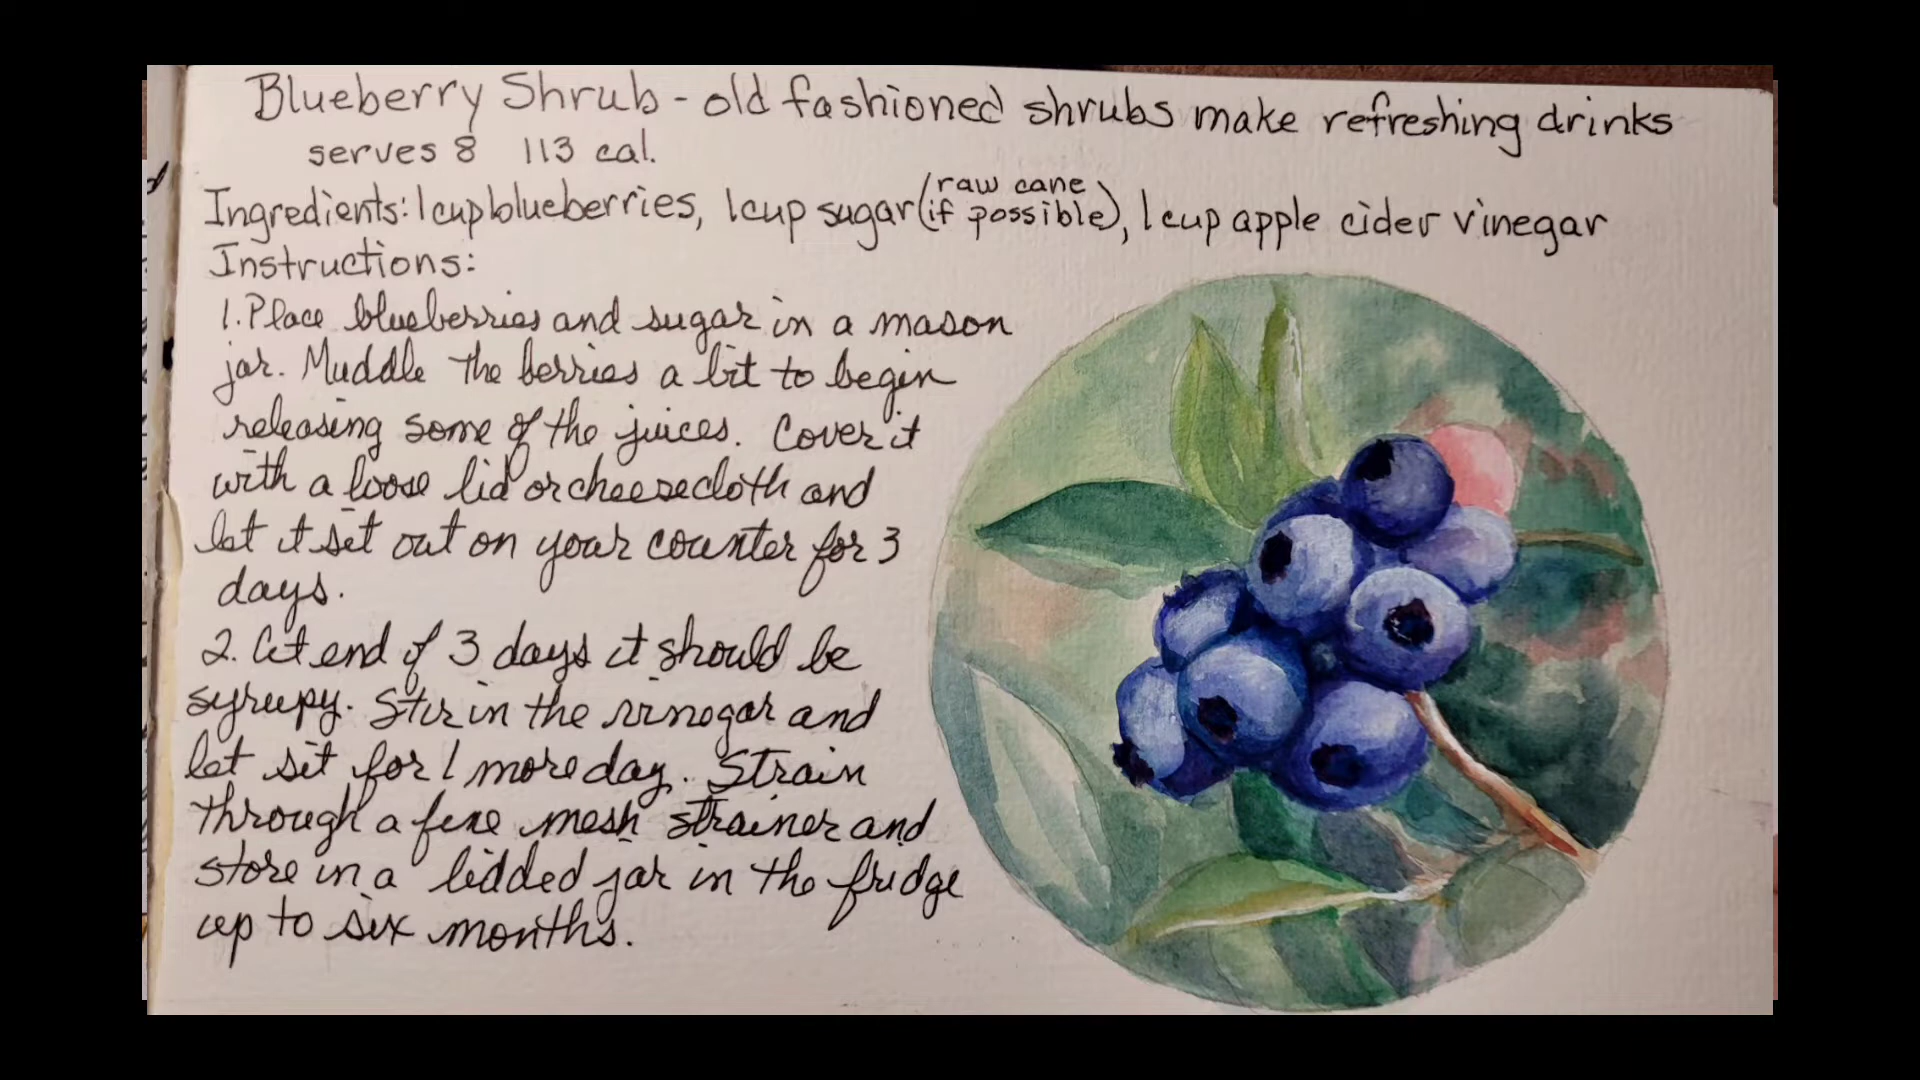 Blueberry Shrub - old fashioned shrubs make refreshing drinks
serves 8 113 cal.
Ingredients: 1 cup blueberries, 1 cup sugar (raw cane if possible), 1 cup apple cider vinegar
Instructions:
1. Place blueberries and sugar in a mason
jar. Muddle the berries a bit to begin
releasing some of the juices. Cover it
with a loose lid or cheesecloth and
let it sit out on your counter for 3
days.
2. At end of 3 days it should be
syrupy. Stir in the vinegar and
let sit for 1 more day. Strain
through a fine mesh strainer and
store in a lidded jar in the fridge
up to six months.